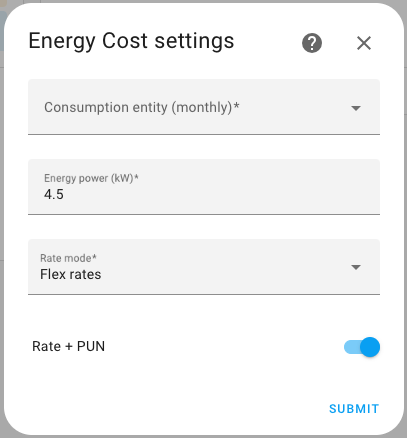 Energy Cost settings
Consumption entity (monthly)*
Energy power (kW)*
4.5
Rate mode*
Flex rates
Rate + PUN
SUBMIT